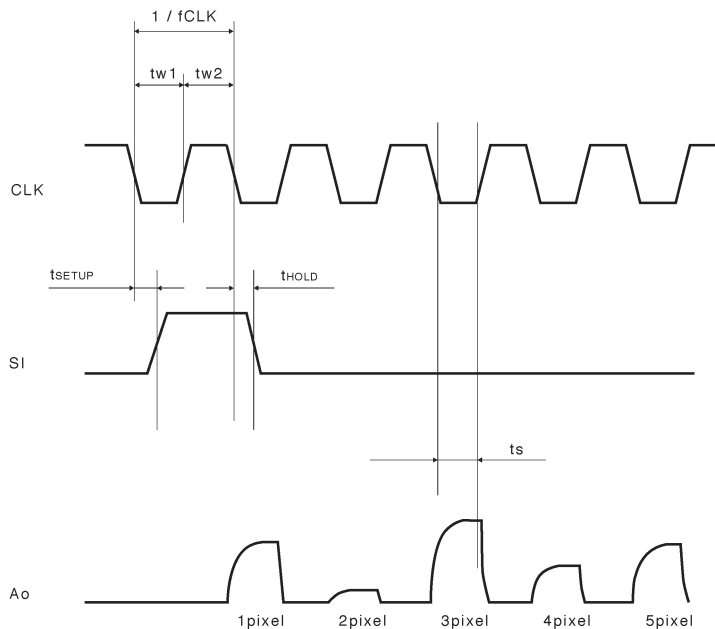 1 / fCLK
tw1 tw2
CLK
tSETUP tHOLD
SI
ts
Ao
1pixel 2pixel 3pixel 4pixel 5pixel